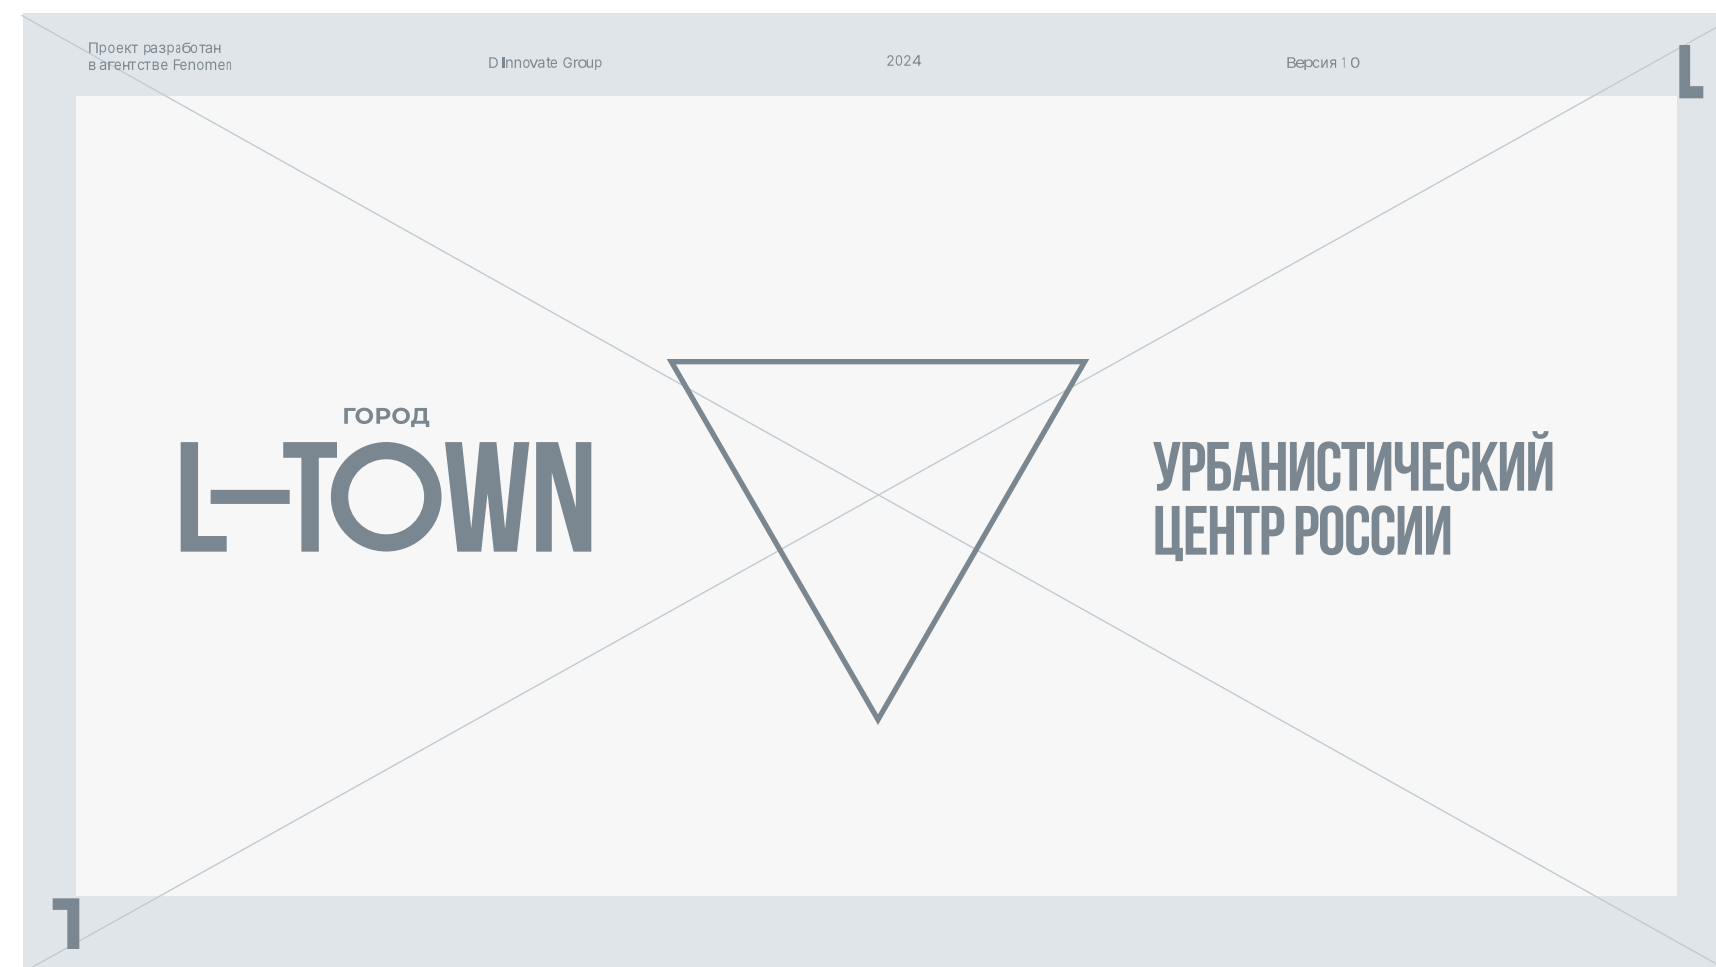 Проект разработан
в агентстве Fenomen
D Innovate Group
2024
Версия 1 0
L
ГОРОД
L—TOWN
УРБАНИСТИЧЕСКИЙ
ЦЕНТР РОССИИ